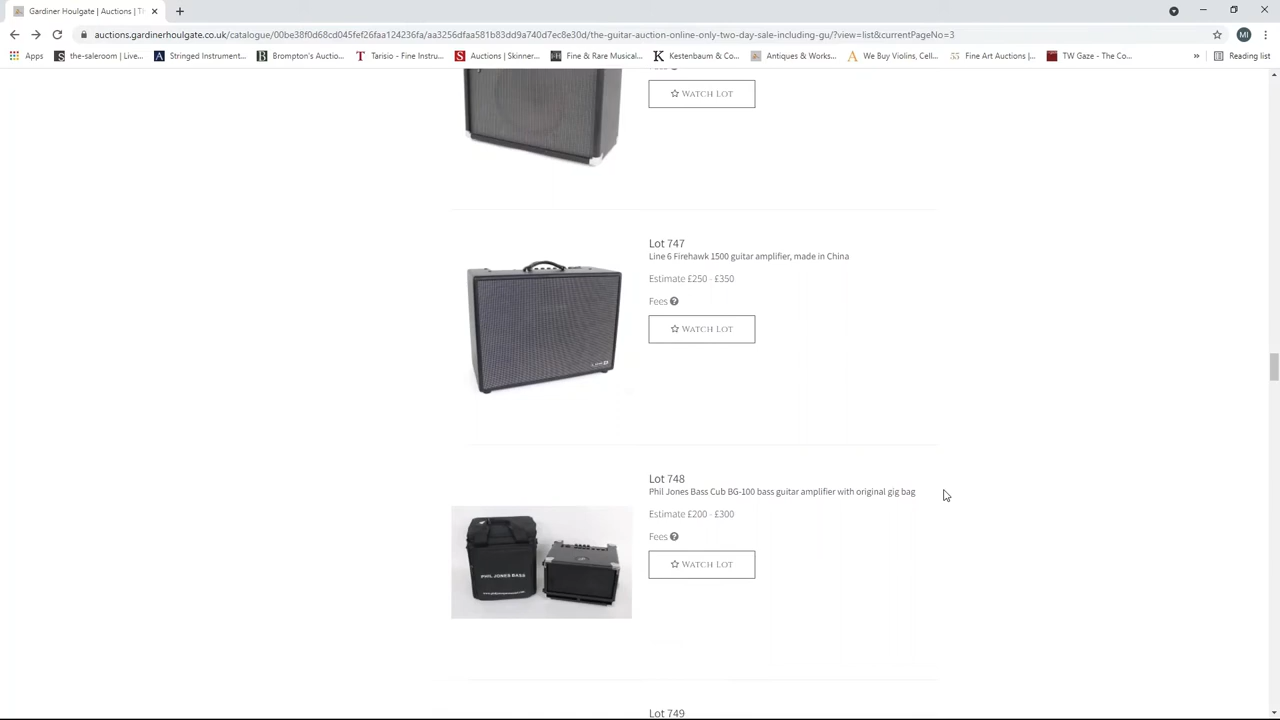 Gardiner Houlgate | Auctions | Th
auctions.gardinerhoulgate.co.uk/catalogue/00be38f0d68cd045fef26faa124236fa/aa3256dfaa581b83dd9a740d7ec8e30d/the-guitar-auction-online-only-two-day-sale-including-gu/?view=list&currentPageNo=3
MI
Apps
the-saleroom | Live...
Stringed Instrument...
Brompton's Auctio...
Tarisio - Fine Instru...
Auctions | Skinner...
Fine & Rare Musical...
Kestenbaum & Co...
Antiques & Works...
We Buy Violins, Cell...
Fine Art Auctions |...
TW Gaze - The Co...
»
Reading list
WATCH LOT
Lot 747
Line 6 Firehawk 1500 guitar amplifier, made in China
Estimate £250 - £350
Fees
WATCH LOT
LINE 6
Lot 748
Phil Jones Bass Cub BG-100 bass guitar amplifier with original gig bag
Estimate £200 - £300
Fees
WATCH LOT
PHIL JONES BASS
Lot 749